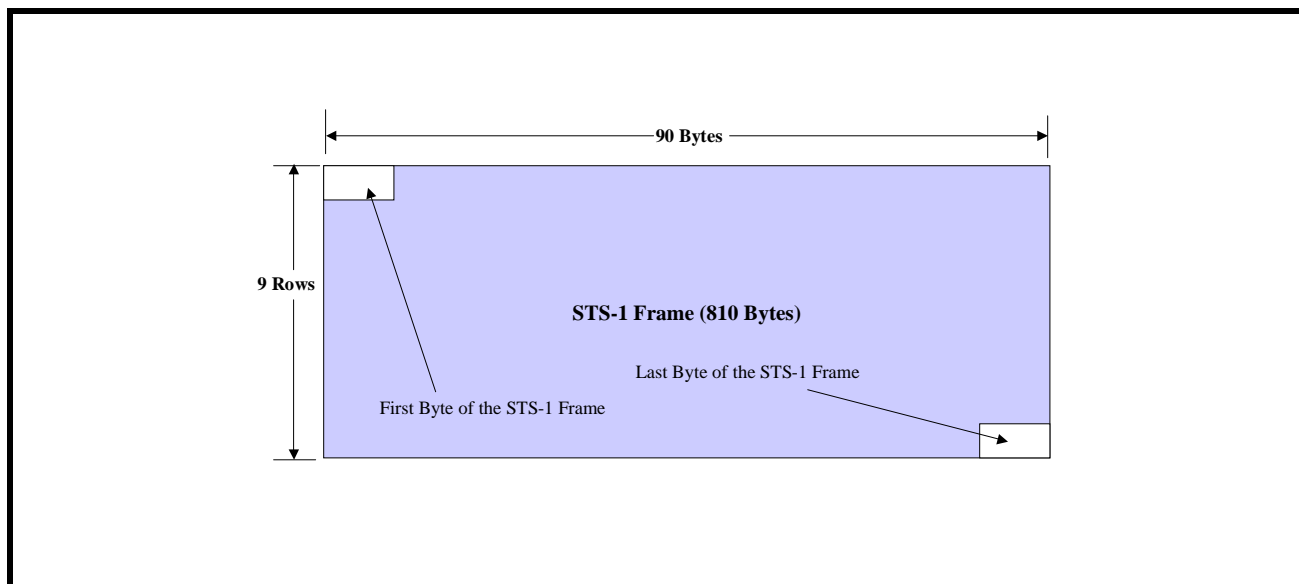 90 Bytes
9 Rows
STS-1 Frame (810 Bytes)
Last Byte of the STS-1 Frame
First Byte of the STS-1 Frame